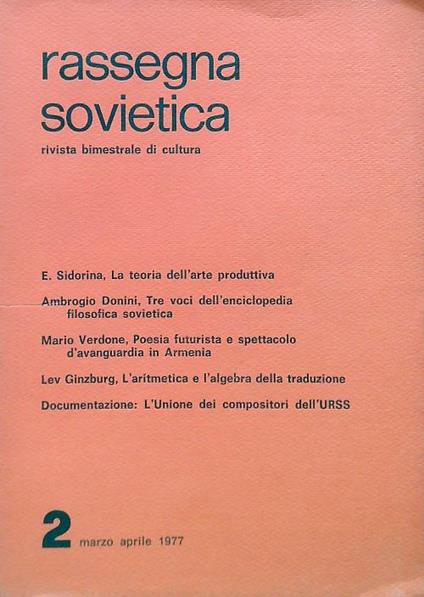 rassegna
sovietica
rivista bimestrale di cultura
E. Sidorina, La teoria dell'arte produttiva
Ambrogio Donini, Tre voci dell'enciclopedia
filosofica sovietica
Mario Verdone, Poesia futurista e spettacolo
d'avanguardia in Armenia
Lev Ginzburg, L'aritmetica e l'algebra della traduzione
Documentazione: L'Unione dei compositori dell'URSS
2 marzo aprile 1977